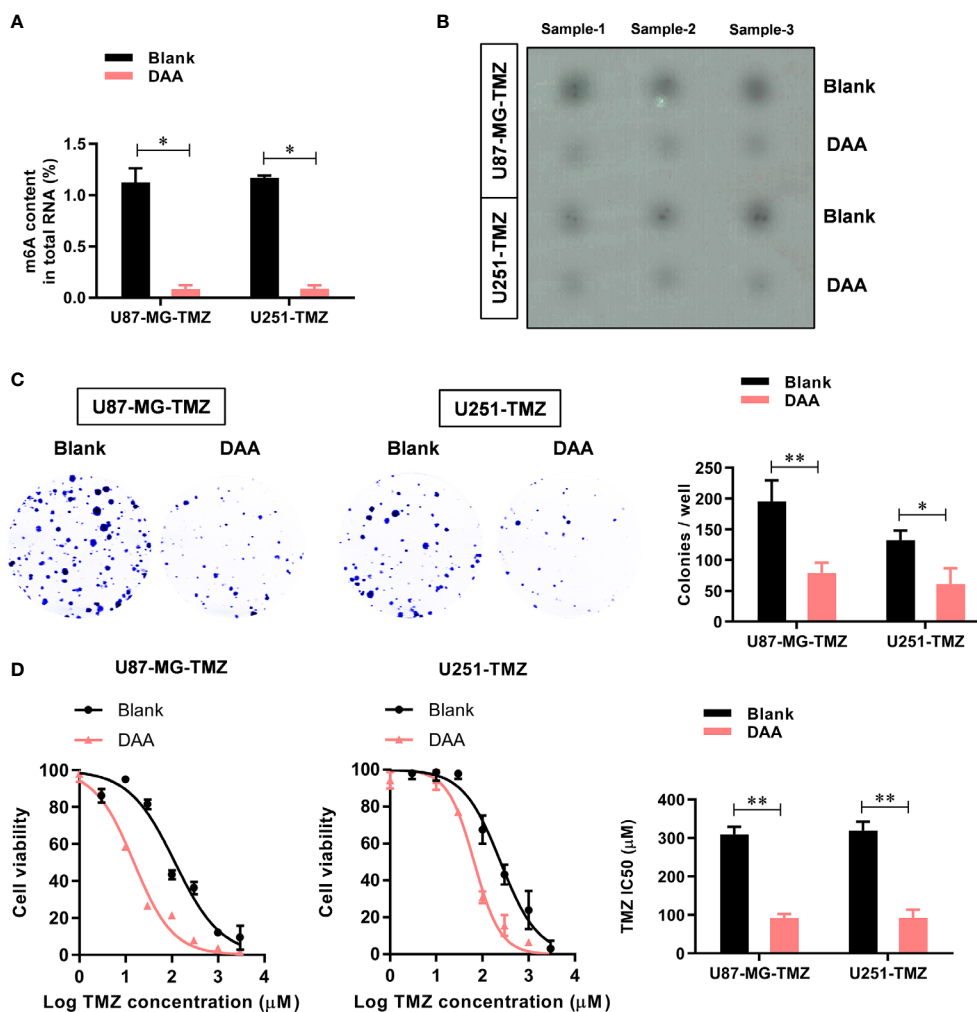 A
Blank
DAA
1.5
1.0
0.5
0.0
m6A content
in total RNA (%)
*
*
U87-MG-TMZ
U251-TMZ
B
Sample-1 Sample-2 Sample-3
U87-MG-TMZ
U251-TMZ
Blank
DAA
Blank
DAA
C
U87-MG-TMZ
Blank DAA
U251-TMZ
Blank DAA
Blank
DAA
250
200
150
100
50
0
Colonies / well
**
*
U87-MG-TMZ
U251-TMZ
D
U87-MG-TMZ
Blank
DAA
100
80
60
40
20
0
Cell viability
0 1 2 3 4
Log TMZ concentration (μM)
U251-TMZ
Blank
DAA
100
80
60
40
20
0
Cell viability
0 1 2 3 4
Log TMZ concentration (μM)
Blank
DAA
400
300
200
100
0
TMZ IC50 (μM)
**
**
U87-MG-TMZ
U251-TMZ